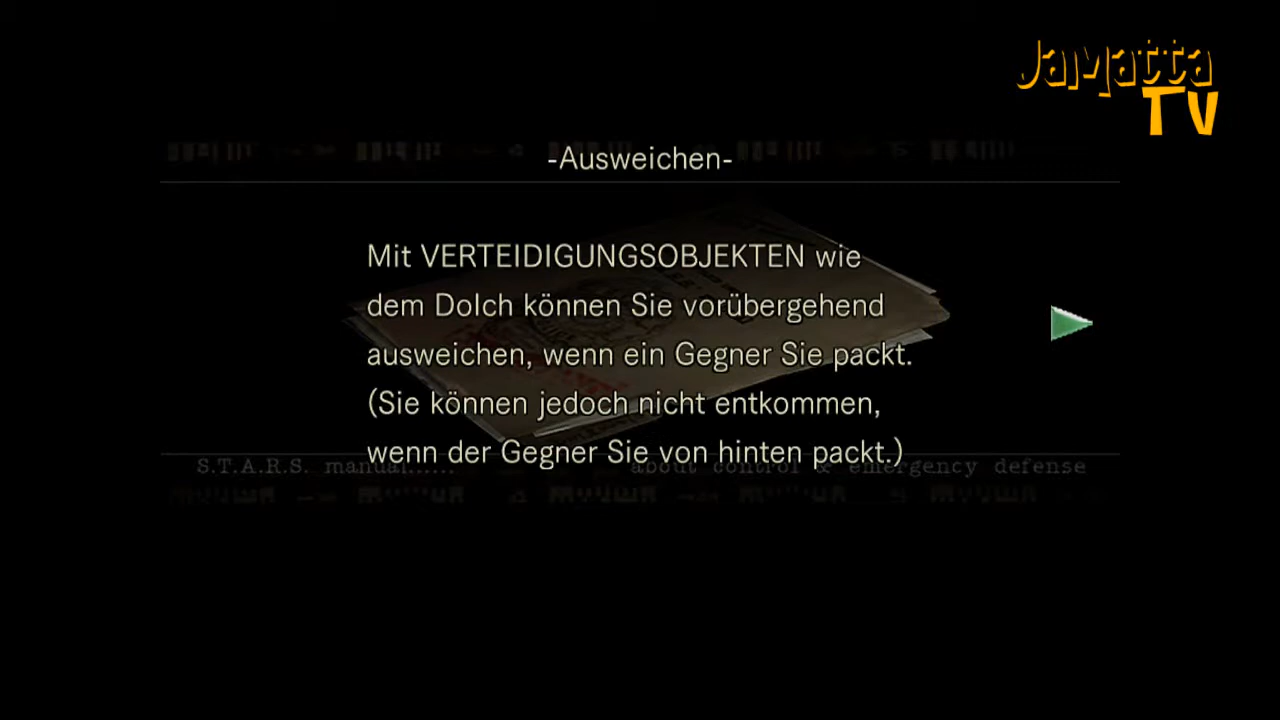 JaMatta
TV
-Ausweichen-
Mit VERTEIDIGUNGSOBJEKTEN wie
dem Dolch können Sie vorübergehend
ausweichen, wenn ein Gegner Sie packt.
(Sie können jedoch nicht entkommen,
wenn der Gegner Sie von hinten packt.)
S.T.A.R.S. manual...... about control & emergency defense